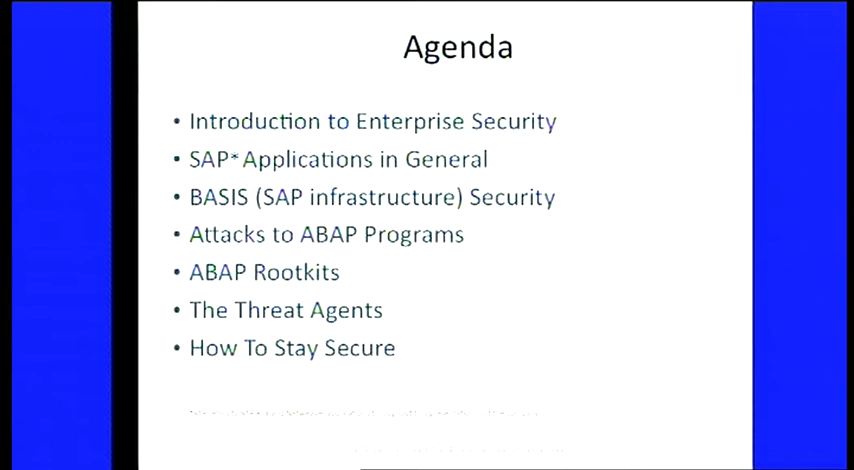 Agenda
• Introduction to Enterprise Security
• SAP* Applications in General
• BASIS (SAP infrastructure) Security
• Attacks to ABAP Programs
• ABAP Rootkits
• The Threat Agents
• How To Stay Secure